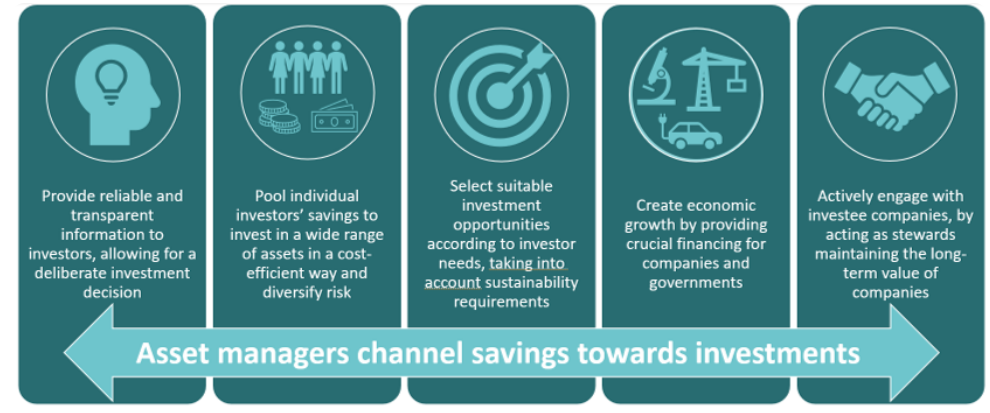 Provide reliable and
transparent
information to
investors, allowing for a
deliberate investment
decision
Pool individual
investors' savings to
invest in a wide range
of assets in a cost-
efficient way and
diversify risk
Select suitable
investment
opportunities
according to investor
needs, taking into
account sustainability
requirements
Create economic
growth by providing
crucial financing for
companies and
governments
Actively engage with
investee companies, by
acting as stewards
maintaining the long-
term value of
companies
Asset managers channel savings towards investments